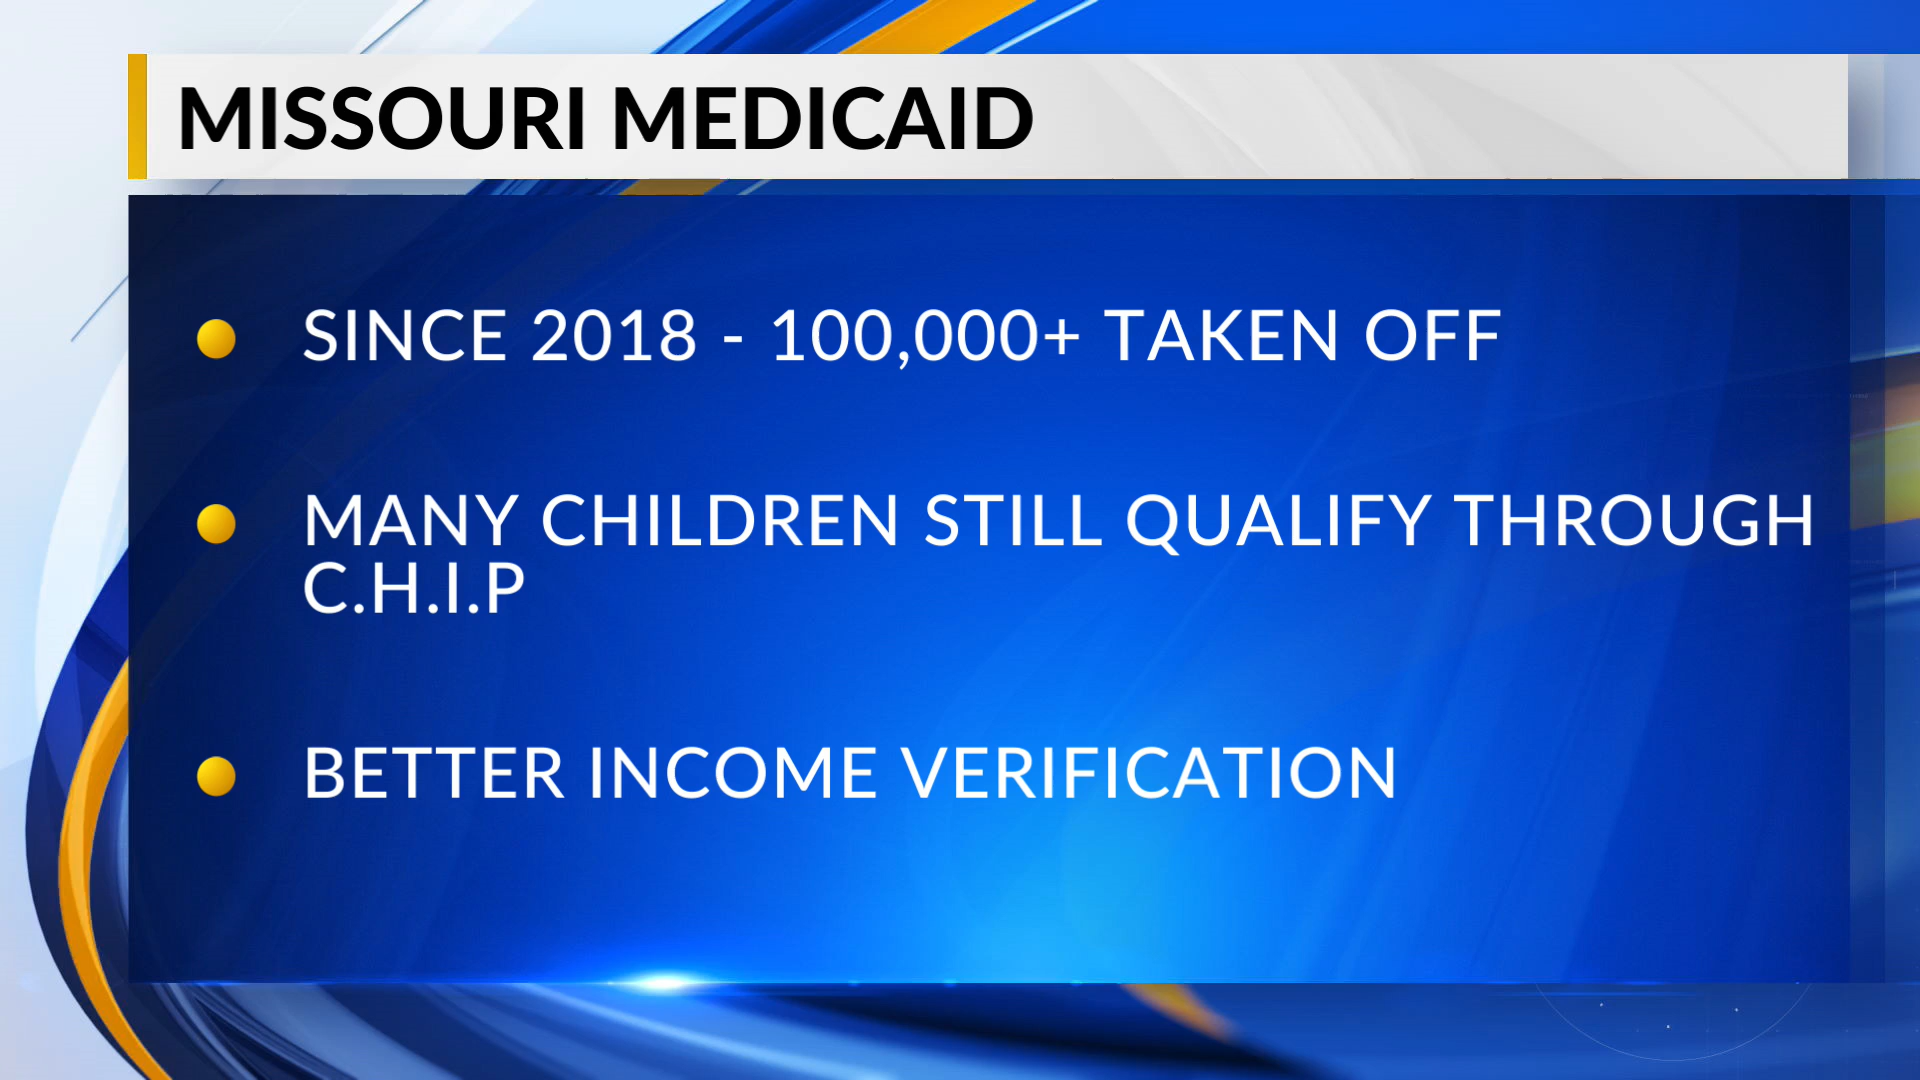 MISSOURI MEDICAID
SINCE 2018 - 100,000+ TAKEN OFF
MANY CHILDREN STILL QUALIFY THROUGH
C.H.I.P
BETTER INCOME VERIFICATION